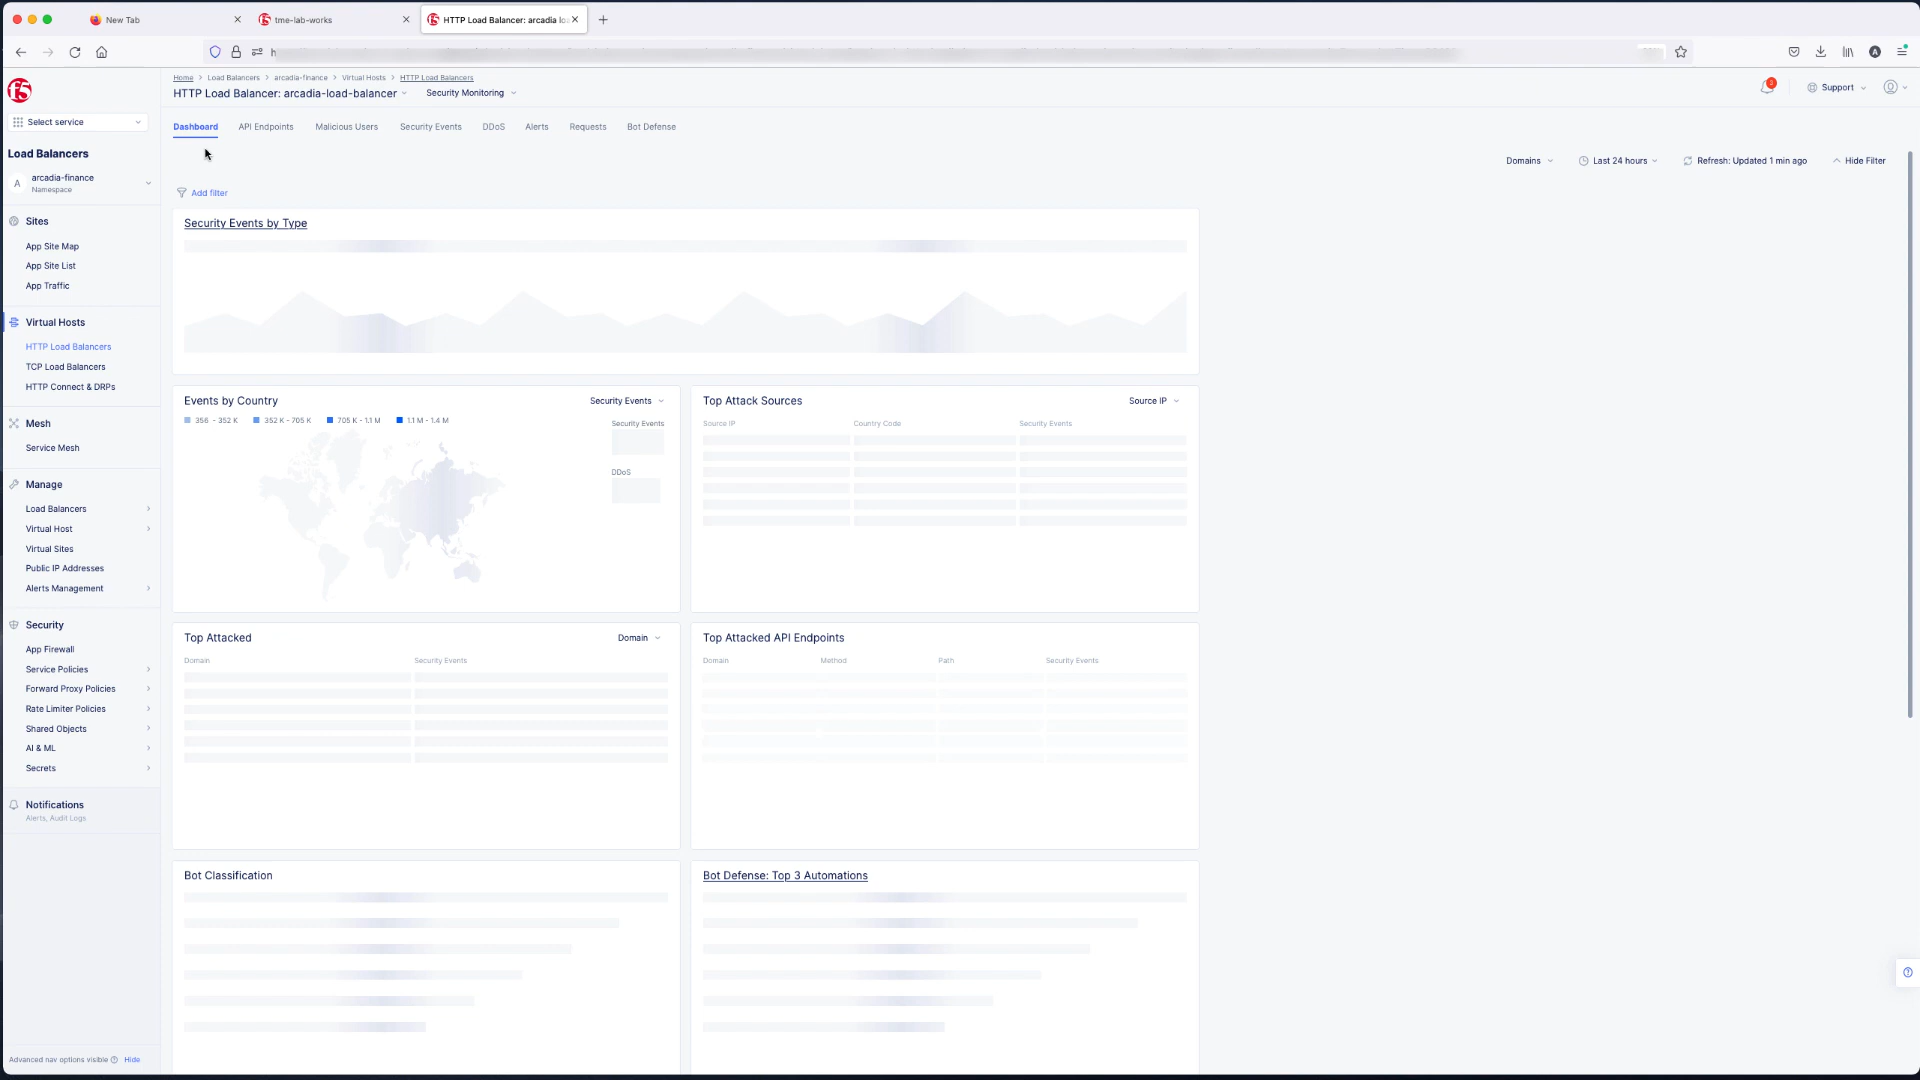 New Tab
tme-lab-works
HTTP Load Balancer: arcadia lo
Home > Load Balancers > arcadia-finance > Virtual Hosts > HTTP Load Balancers
HTTP Load Balancer: arcadia-load-balancer Security Monitoring
Support
Select service
Load Balancers
A
arcadia-finance
Namespace
Sites
App Site Map
App Site List
App Traffic
Virtual Hosts
HTTP Load Balancers
TCP Load Balancers
HTTP Connect & DRPs
Mesh
Service Mesh
Manage
Load Balancers
Virtual Host
Virtual Sites
Public IP Addresses
Alerts Management
Security
App Firewall
Service Policies
Forward Proxy Policies
Rate Limiter Policies
Shared Objects
AI & ML
Secrets
Notifications
Alerts, Audit Logs
Advanced nav options visible Hide
Dashboard API Endpoints Malicious Users Security Events DDoS Alerts Requests Bot Defense
Domains Last 24 hours Refresh: Updated 1 min ago Hide Filter
Add filter
Security Events by Type
Events by Country Security Events
356 - 352 K 352 K - 705 K 705 K - 1.1 M 1.1 M - 1.4 M
Security Events
DDoS
Top Attack Sources Source IP
Source IP Country Code Security Events
Top Attacked Domain
Domain Security Events
Top Attacked API Endpoints
Domain Method Path Security Events
Bot Classification
Bot Defense: Top 3 Automations